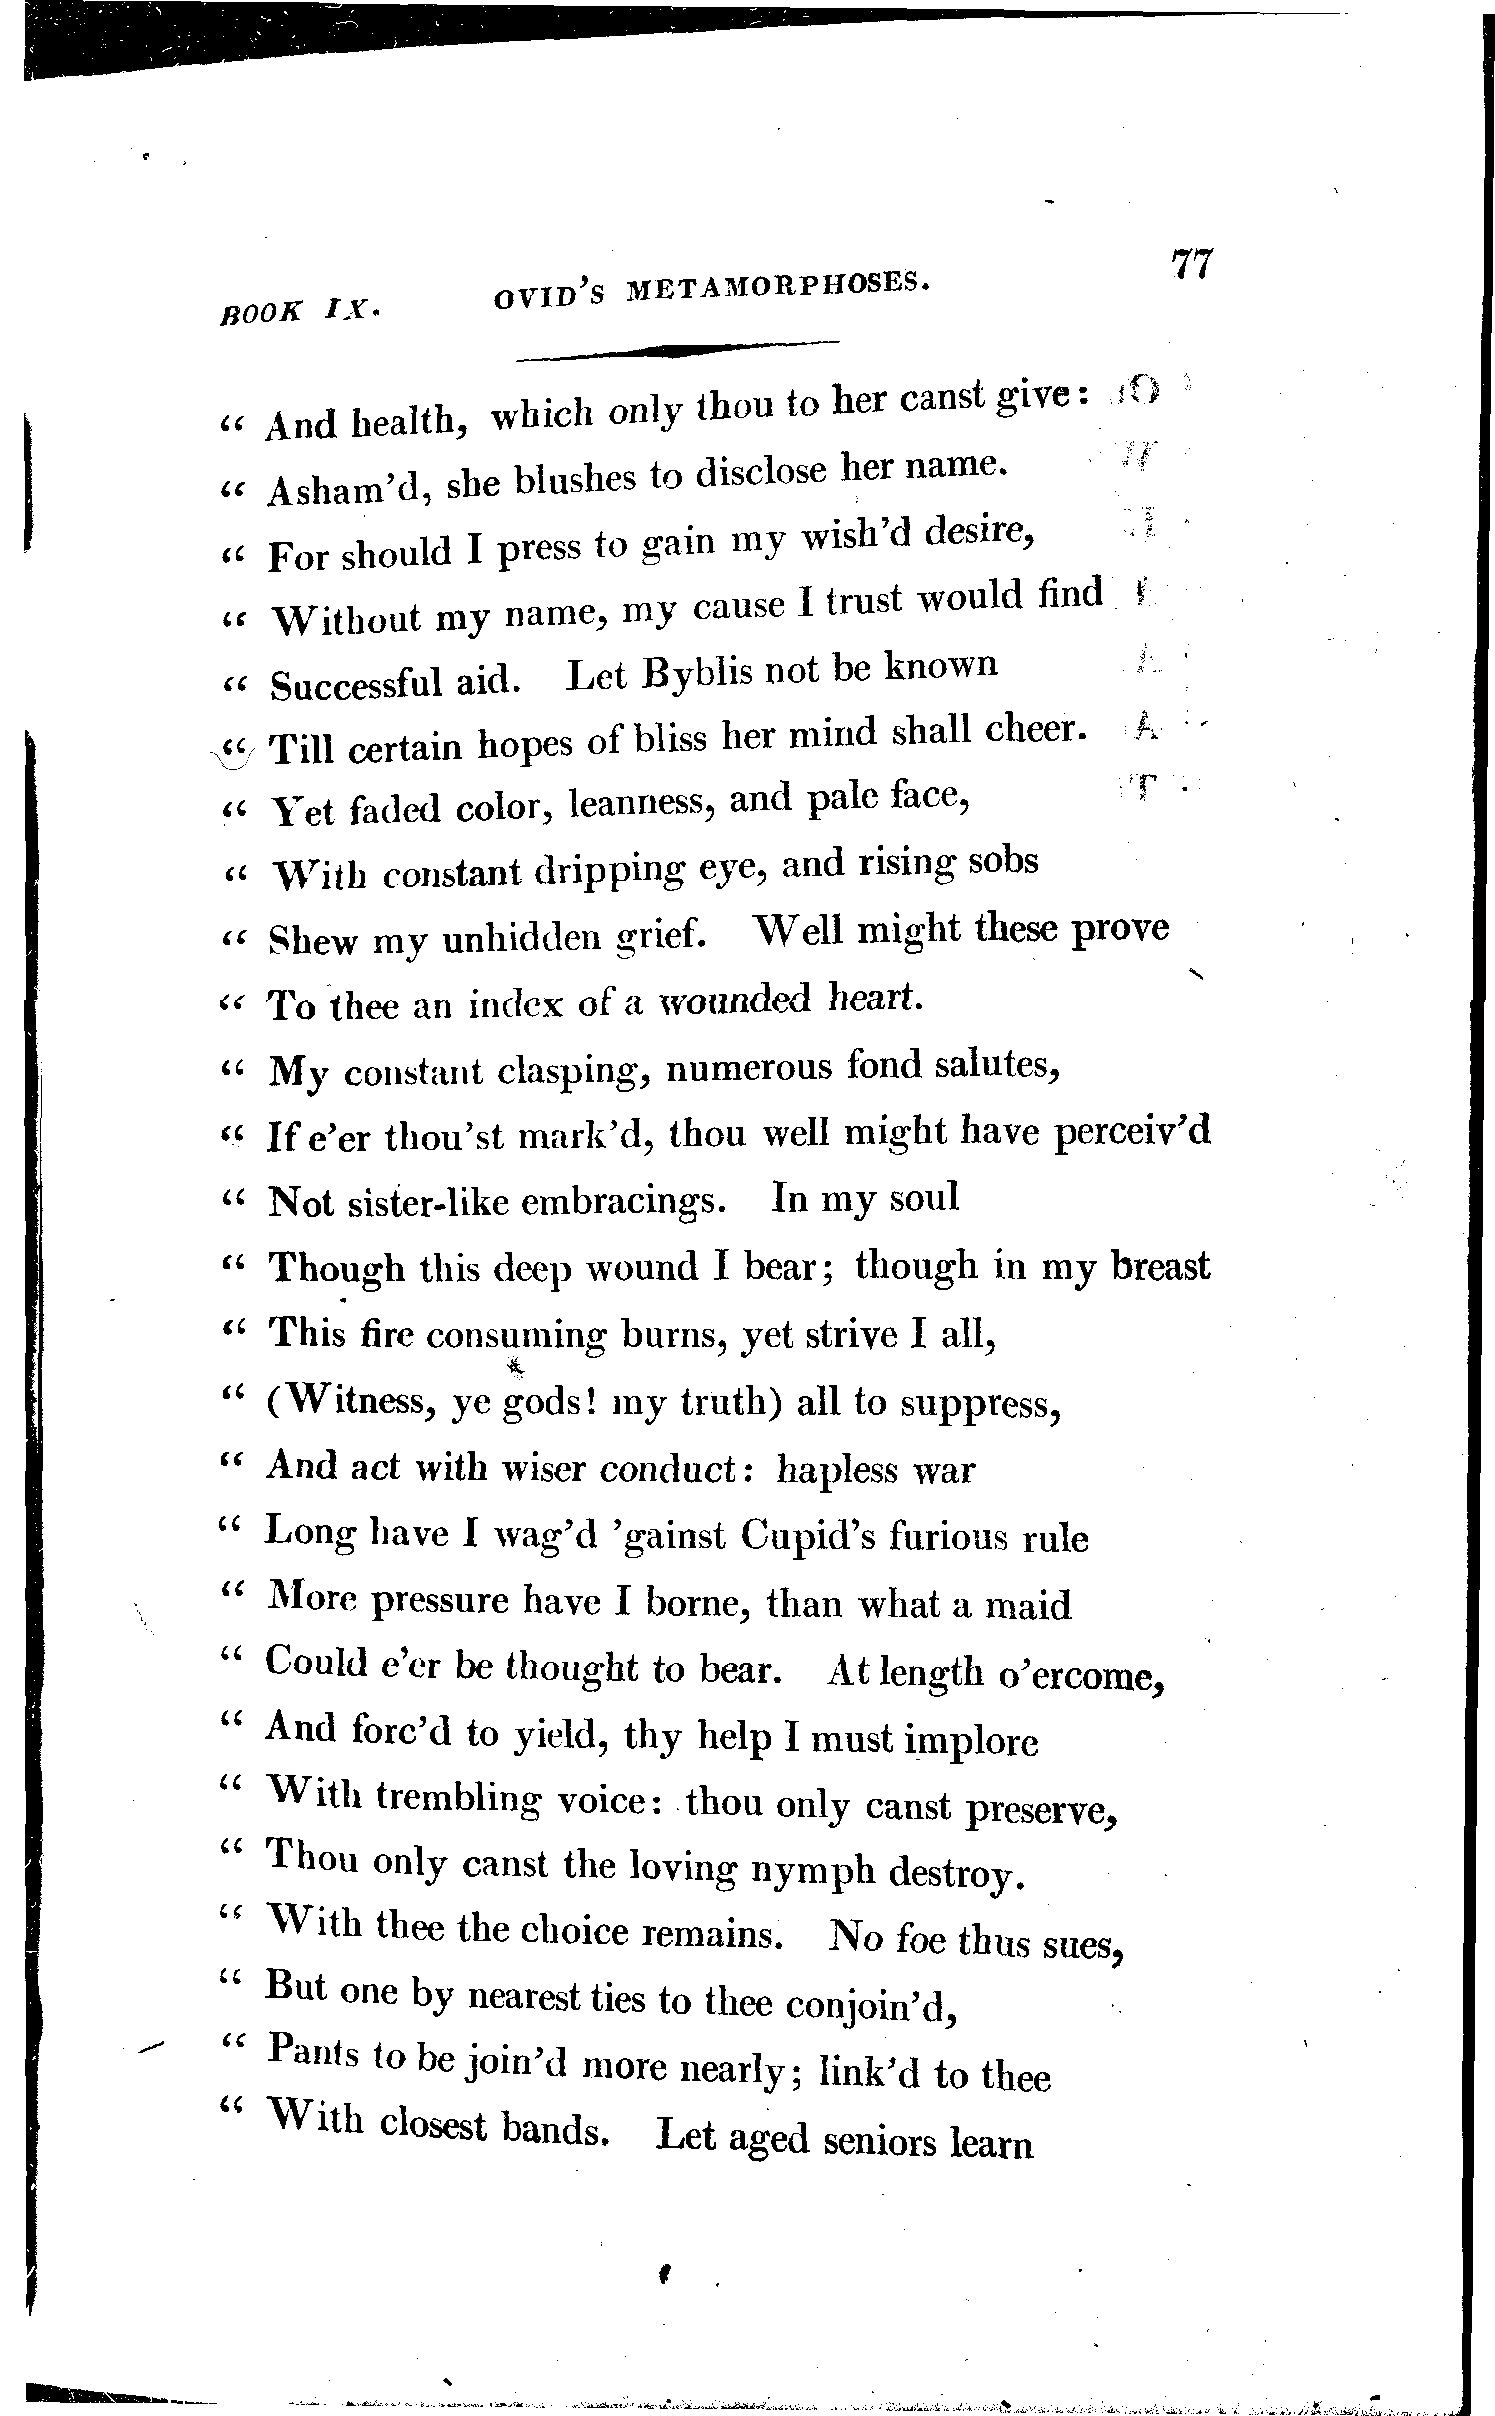 BOOK IX. OVID'S METAMORPHOSES. 77
“ And health, which only thou to her canst give:
“ Asham'd, she blushes to disclose her name.
“ For should I press to gain my wish'd desire,
“ Without my name, my cause I trust would find
“ Successful aid. Let Byblis not be known
“ Till certain hopes of bliss her mind shall cheer.
“ Yet faded color, leanness, and pale face,
“ With constant dripping eye, and rising sobs
“ Shew my unhidden grief. Well might these prove
“ To thee an index of a wounded heart.
“ My constant clasping, numerous fond salutes,
“ If e'er thou'st mark'd, thou well might have perceiv'd
“ Not sister-like embracings. In my soul
“ Though this deep wound I bear; though in my breast
“ This fire consuming burns, yet strive I all,
“ (Witness, ye gods! my truth) all to suppress,
“ And act with wiser conduct: hapless war
“ Long have I wag'd 'gainst Cupid's furious rule
“ More pressure have I borne, than what a maid
“ Could e'er be thought to bear. At length o'ercome,
“ And forc'd to yield, thy help I must implore
“ With trembling voice: thou only canst preserve,
“ Thou only canst the loving nymph destroy.
“ With thee the choice remains. No foe thus sues,
“ But one by nearest ties to thee conjoin'd,
“ Pants to be join'd more nearly; link'd to thee
“ With closest bands. Let aged seniors learn